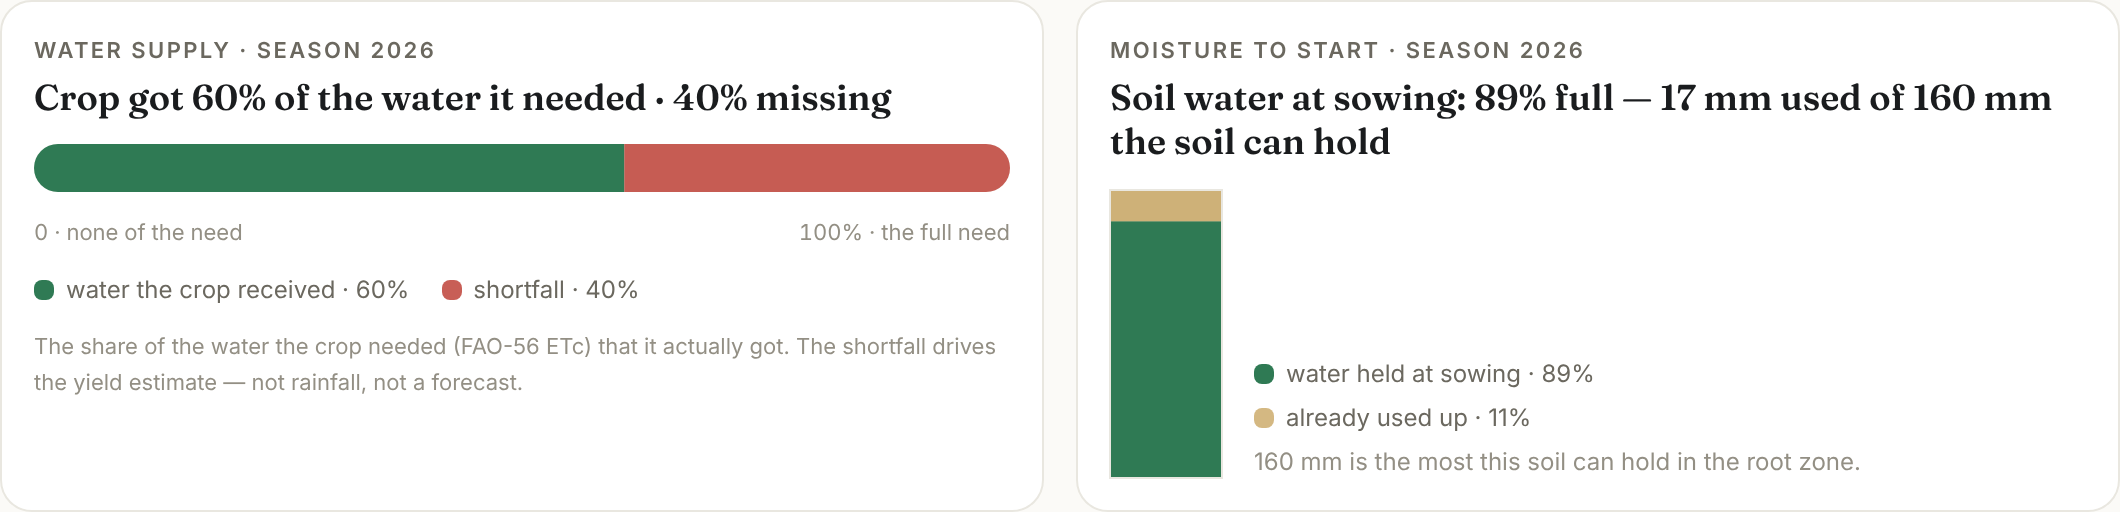 WATER SUPPLY · SEASON 2026
Crop got 60% of the water it needed · 40% missing
0 · none of the need
100% · the full need
water the crop received · 60%
shortfall · 40%
The share of the water the crop needed (FAO-56 ETc) that it actually got. The shortfall drives
the yield estimate — not rainfall, not a forecast.
MOISTURE TO START · SEASON 2026
Soil water at sowing: 89% full — 17 mm used of 160 mm
the soil can hold
water held at sowing · 89%
already used up · 11%
160 mm is the most this soil can hold in the root zone.